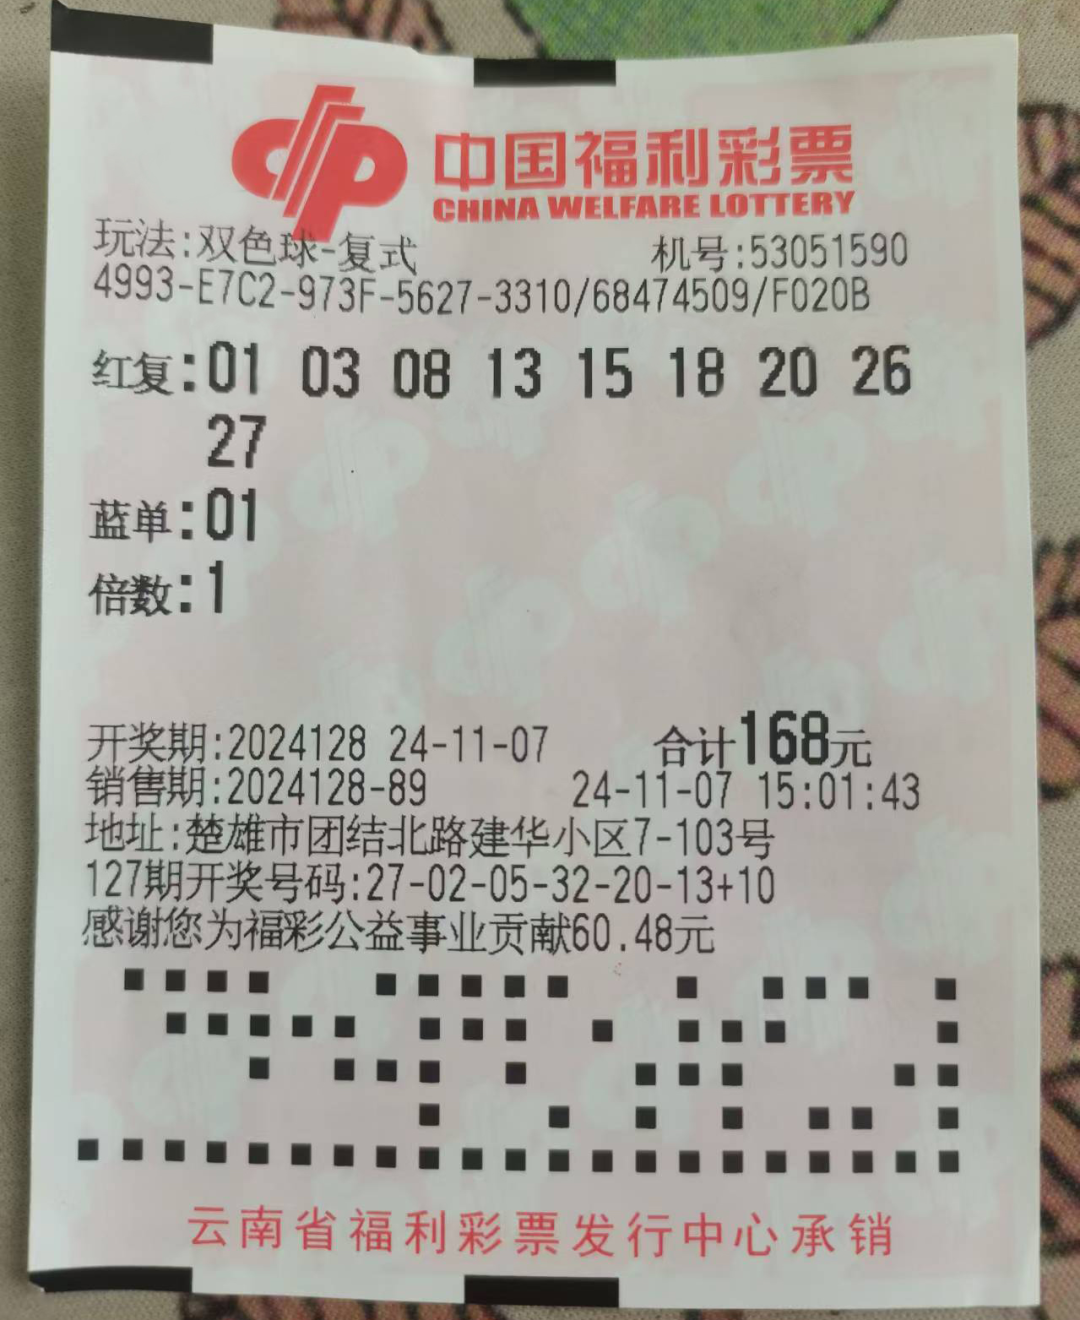 中国福利彩票
CHINA WELFARE LOTTERY
玩法:双色球-复式 机号:53051590
4993-E7C2-973F-5627-3310/68474509/F020B
红复:01 03 08 13 15 18 20 26
27
蓝单:01
倍数:1
开奖期:2024128 24-11-07 合计168元
销售期:2024128-89 24-11-07 15:01:43
地址:楚雄市团结北路建华小区7-103号
127期开奖号码:27-02-05-32-20-13+10
感谢您为福彩公益事业贡献60.48元
云南省福利彩票发行中心承销